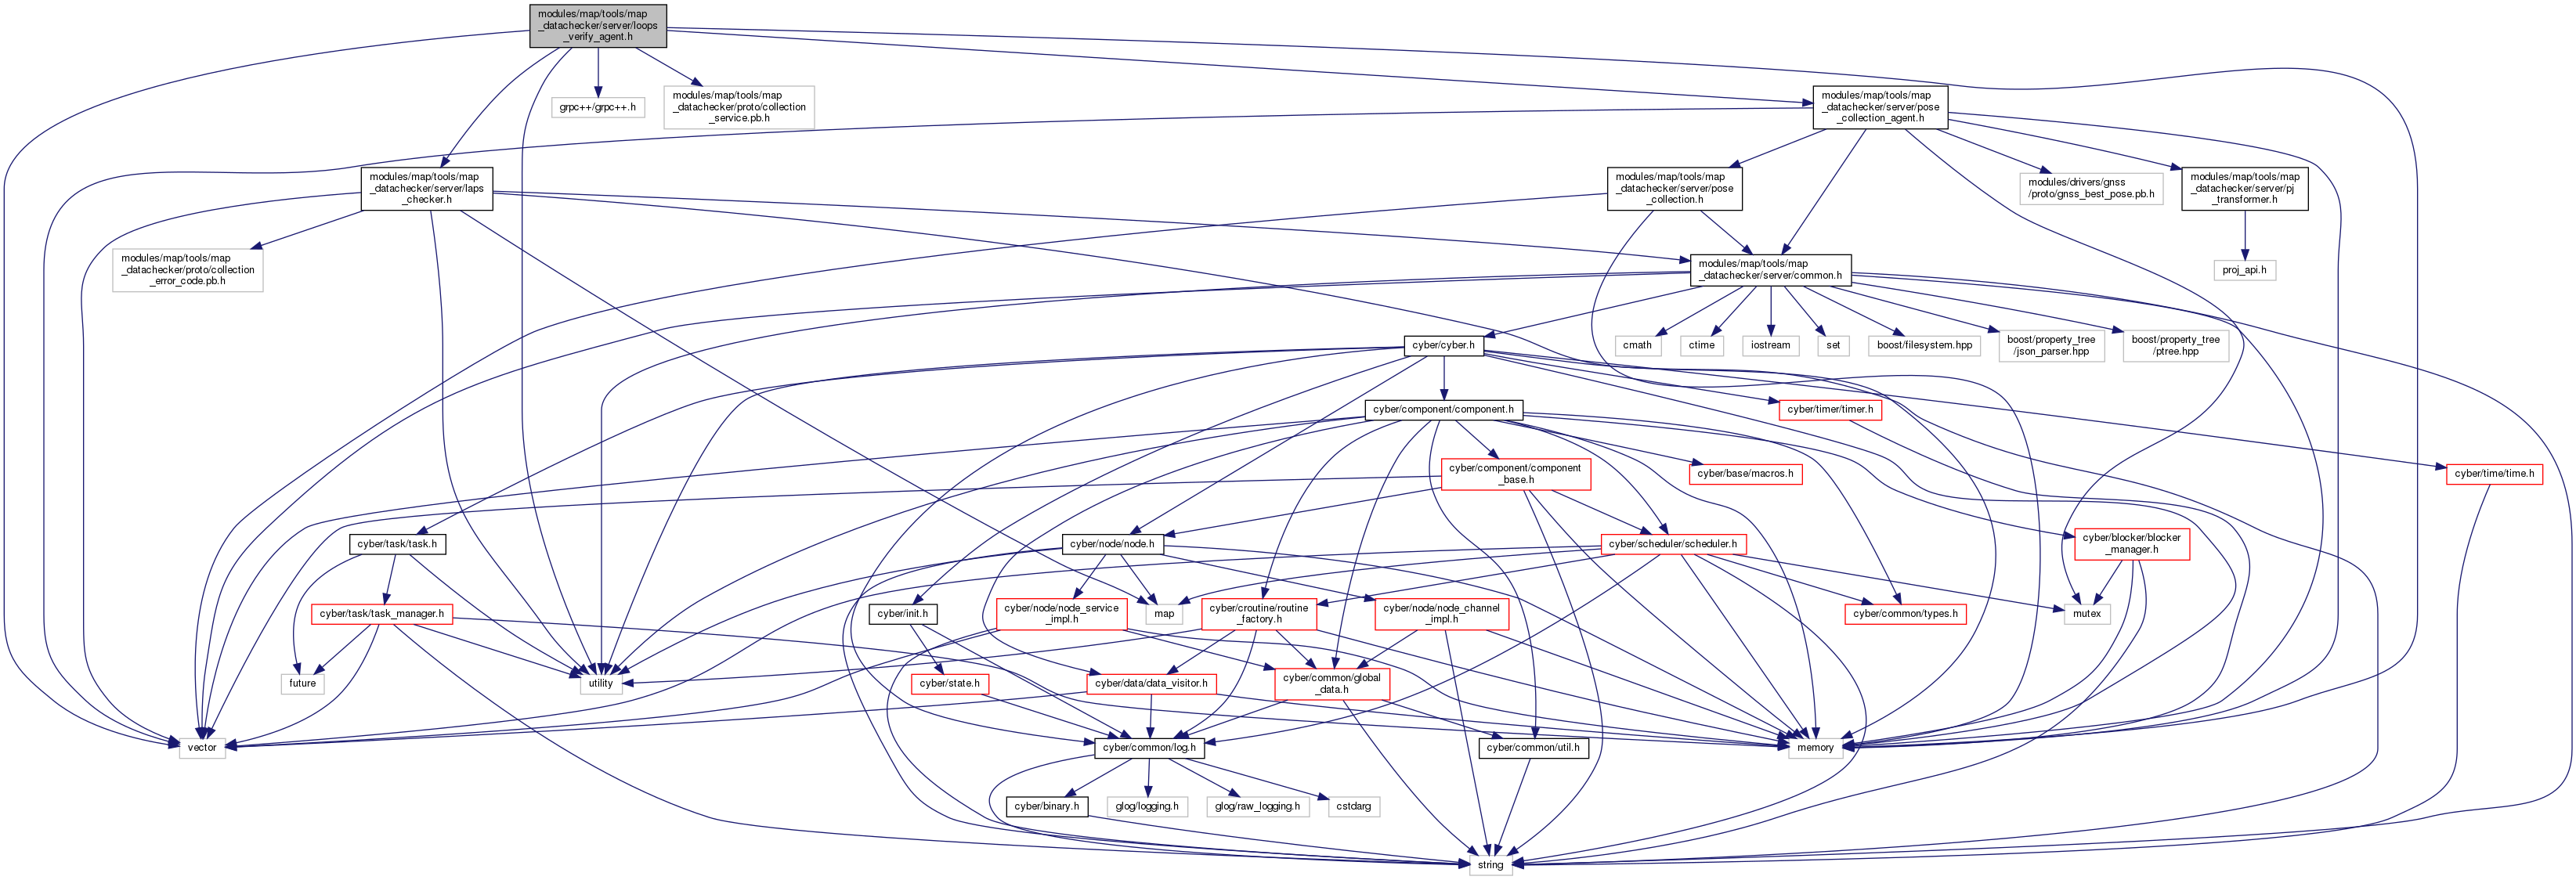 modules/map/tools/map
_datachecker/server/loops
_verify_agent.h
grpc++/grpc++.h
modules/map/tools/map
_datachecker/proto/collection
_service.pb.h
modules/map/tools/map
_datachecker/server/pose
_collection_agent.h
modules/map/tools/map
_datachecker/server/laps
_checker.h
modules/map/tools/map
_datachecker/server/pose
_collection.h
modules/drivers/gnss
/proto/gnss_best_pose.pb.h
modules/map/tools/map
_datachecker/server/pj
_transformer.h
modules/map/tools/map
_datachecker/proto/collection
_error_code.pb.h
modules/map/tools/map
_datachecker/server/common.h
proj_api.h
cyber/cyber.h
cmath
ctime
iostream
set
boost/filesystem.hpp
boost/property_tree
/json_parser.hpp
boost/property_tree
/ptree.hpp
cyber/component/component.h
cyber/timer/timer.h
cyber/component/component
_base.h
cyber/base/macros.h
cyber/time/time.h
cyber/task/task.h
cyber/node/node.h
cyber/scheduler/scheduler.h
cyber/blocker/blocker
_manager.h
cyber/task/task_manager.h
cyber/init.h
cyber/node/node_service
_impl.h
map
cyber/croutine/routine
_factory.h
cyber/node/node_channel
_impl.h
cyber/common/types.h
mutex
future
utility
cyber/state.h
cyber/data/data_visitor.h
cyber/common/global
_data.h
vector
cyber/common/log.h
cyber/common/util.h
memory
cyber/binary.h
glog/logging.h
glog/raw_logging.h
cstdarg
string